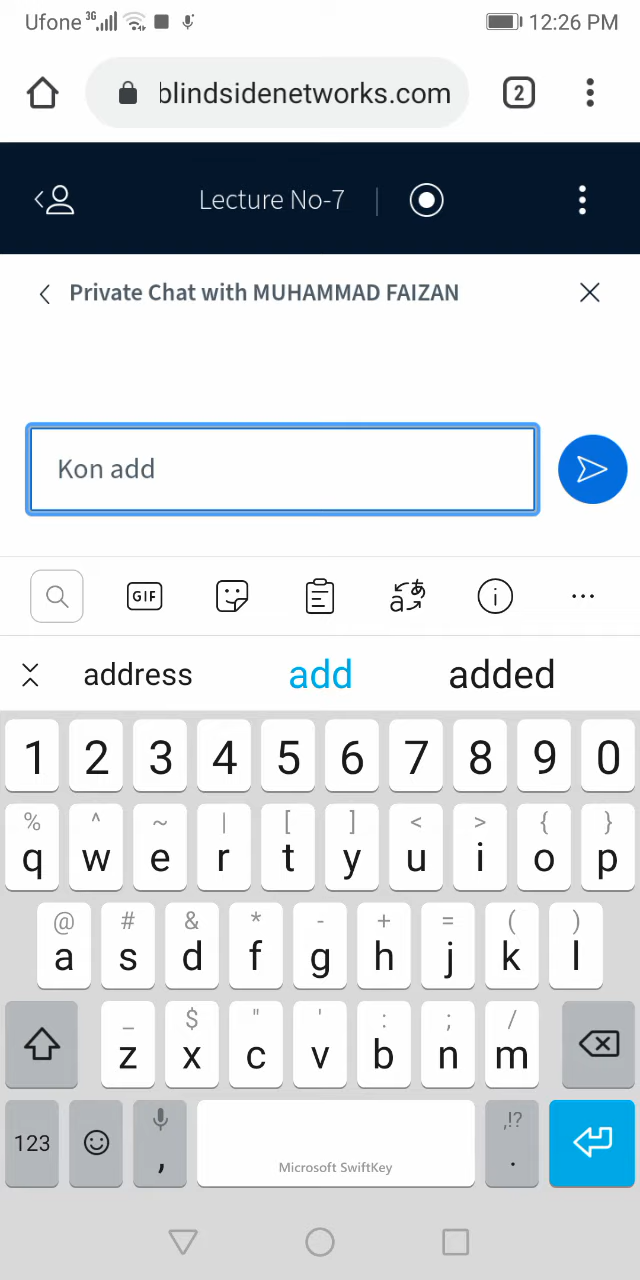 Ufone 3G 12:26 PM
blindsidenetworks.com 2
Lecture No-7
Private Chat with MUHAMMAD FAIZAN
Kon add
GIF
address add added
1 2 3 4 5 6 7 8 9 0
% ^ ~ | [ ] < > { }
q w e r t y u i o p
@ # & * - + = ( )
a s d f g h j k l
_ $ " ' : ; /
z x c v b n m
,!?
123 , Microsoft SwiftKey .